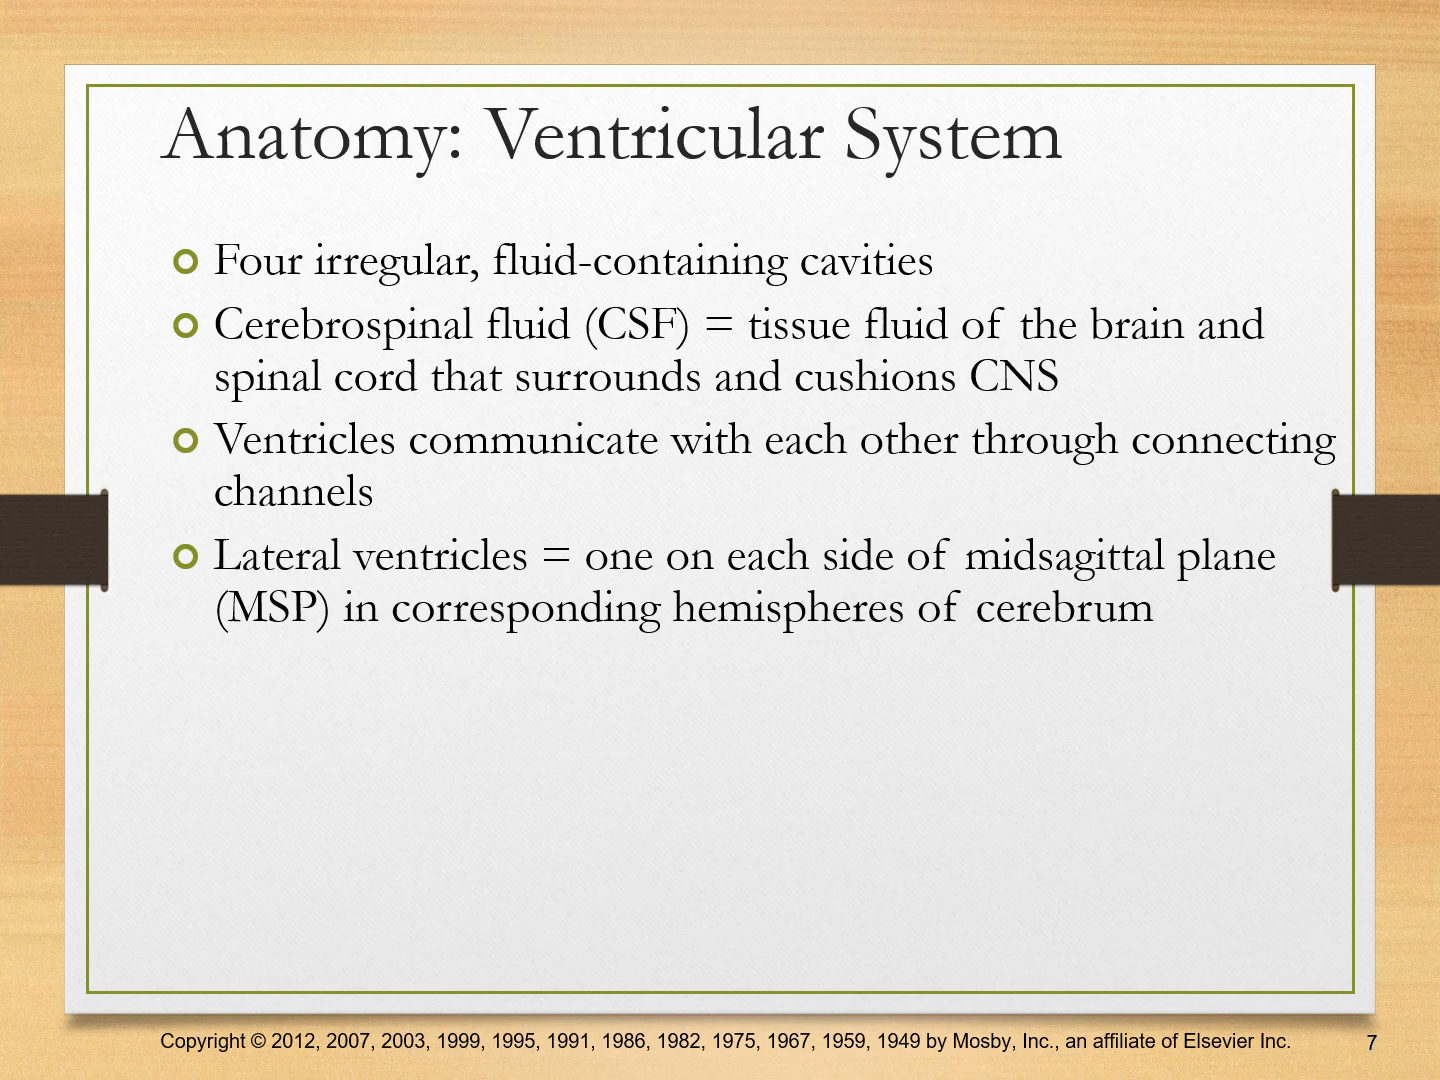 Anatomy: Ventricular System
Four irregular, fluid-containing cavities
Cerebrospinal fluid (CSF) = tissue fluid of the brain and
spinal cord that surrounds and cushions CNS
Ventricles communicate with each other through connecting
channels
Lateral ventricles = one on each side of midsagittal plane
(MSP) in corresponding hemispheres of cerebrum
Copyright © 2012, 2007, 2003, 1999, 1995, 1991, 1986, 1982, 1975, 1967, 1959, 1949 by Mosby, Inc., an affiliate of Elsevier Inc.
7